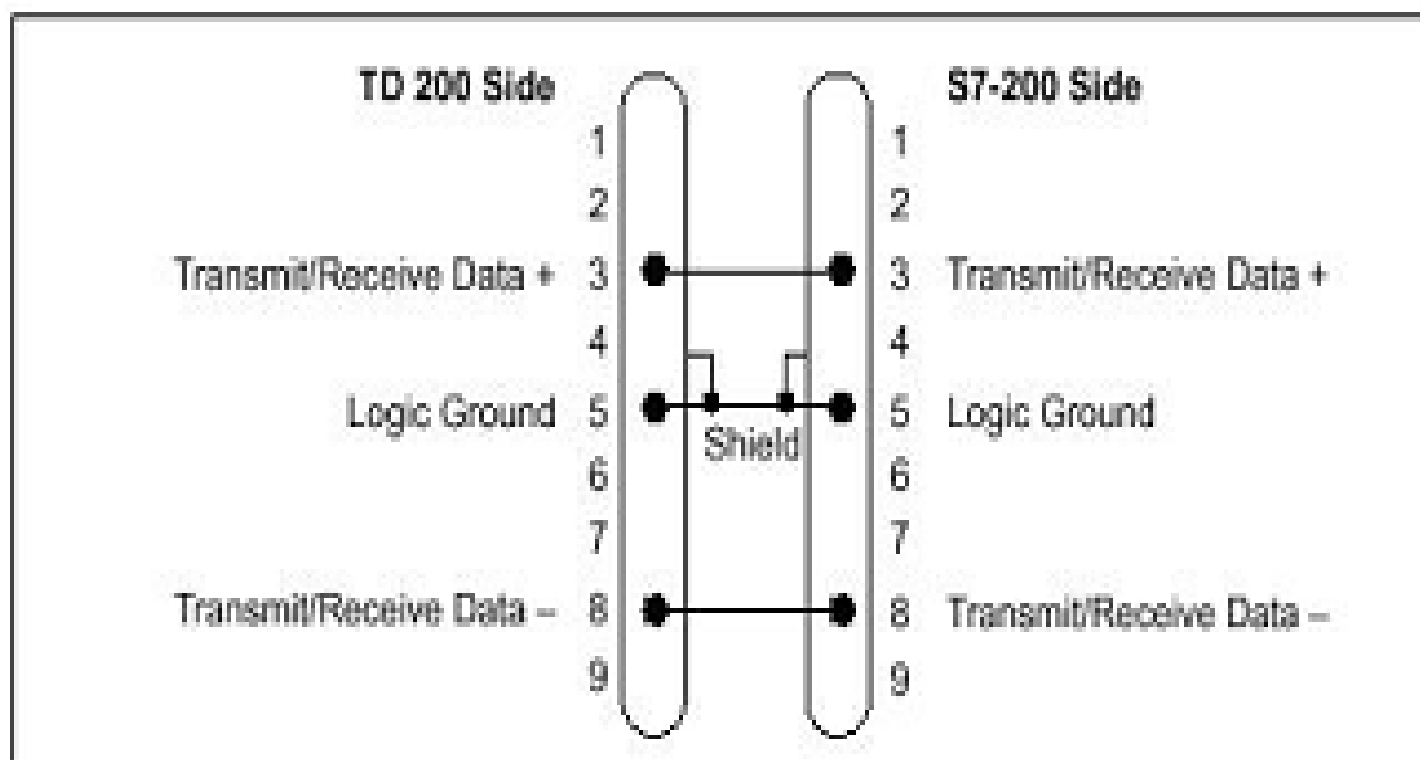 TD 200 Side S7-200 Side
1 1
2 2
Transmit/Receive Data + 3 3 Transmit/Receive Data +
4 4
Logic Ground 5 5 Logic Ground
Shield
6 6
7 7
Transmit/Receive Data – 8 8 Transmit/Receive Data –
9 9